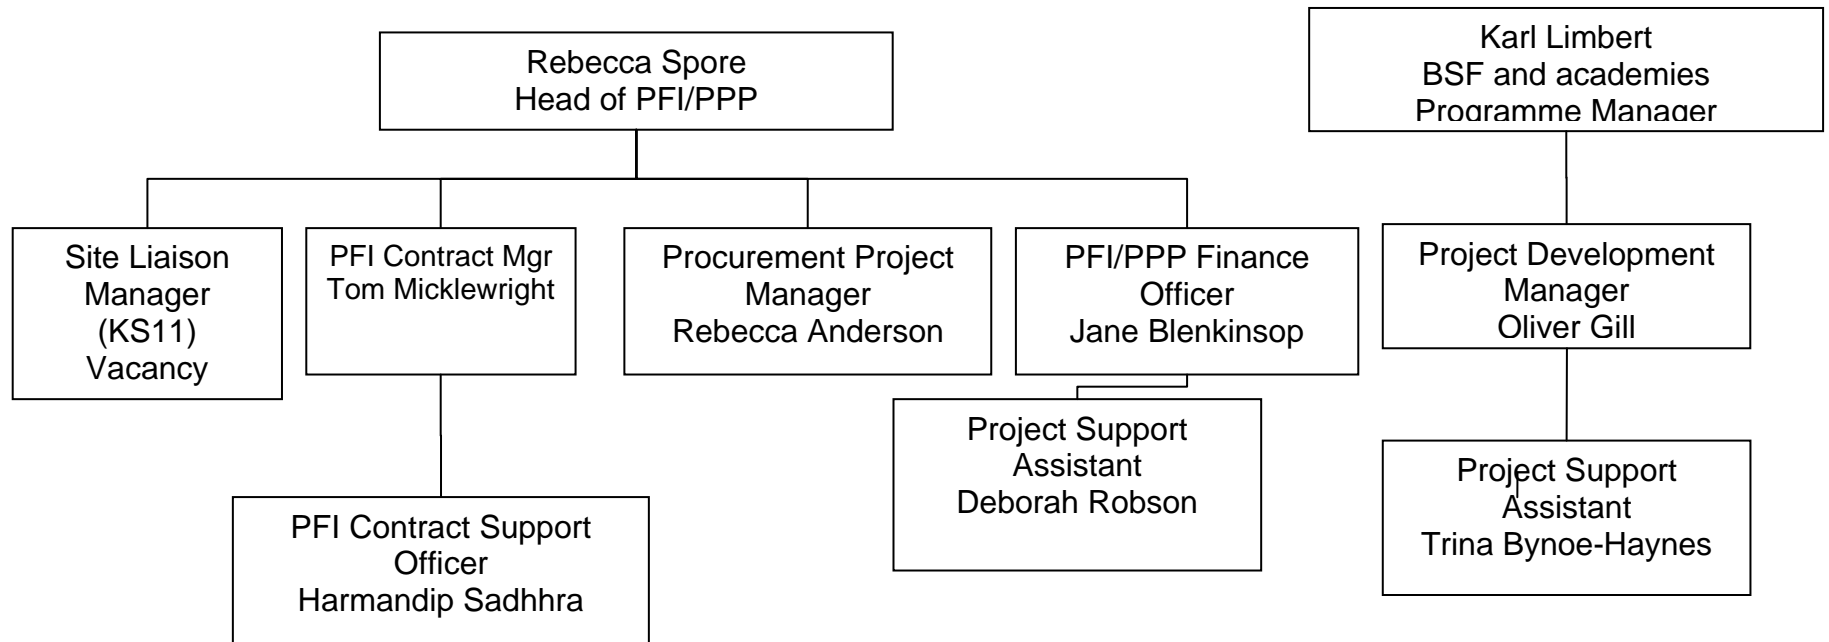 Rebecca Spore
Head of PFI/PPP
Karl Limbert
BSF and academies
Programme Manager
Site Liaison
Manager
(KS11)
Vacancy
PFI Contract Mgr
Tom Micklewright
Procurement Project
Manager
Rebecca Anderson
PFI/PPP Finance
Officer
Jane Blenkinsop
Project Development
Manager
Oliver Gill
Project Support
Assistant
Deborah Robson
Project Support
Assistant
Trina Bynoe-Haynes
PFI Contract Support
Officer
Harmandip Sadhhra